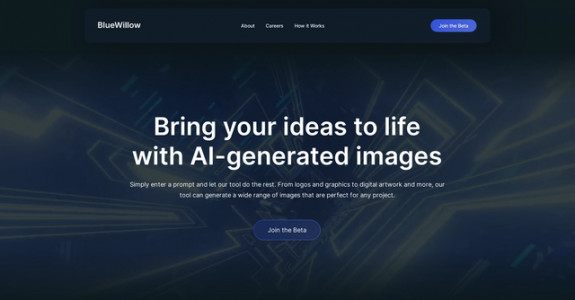 BlueWillow
About Careers How it Works
Join the Beta
Bring your ideas to life
with AI-generated images
Simply enter a prompt and let our tool do the rest. From logos and graphics to digital artwork and more, our
tool can generate a wide range of images that are perfect for any project.
Join the Beta